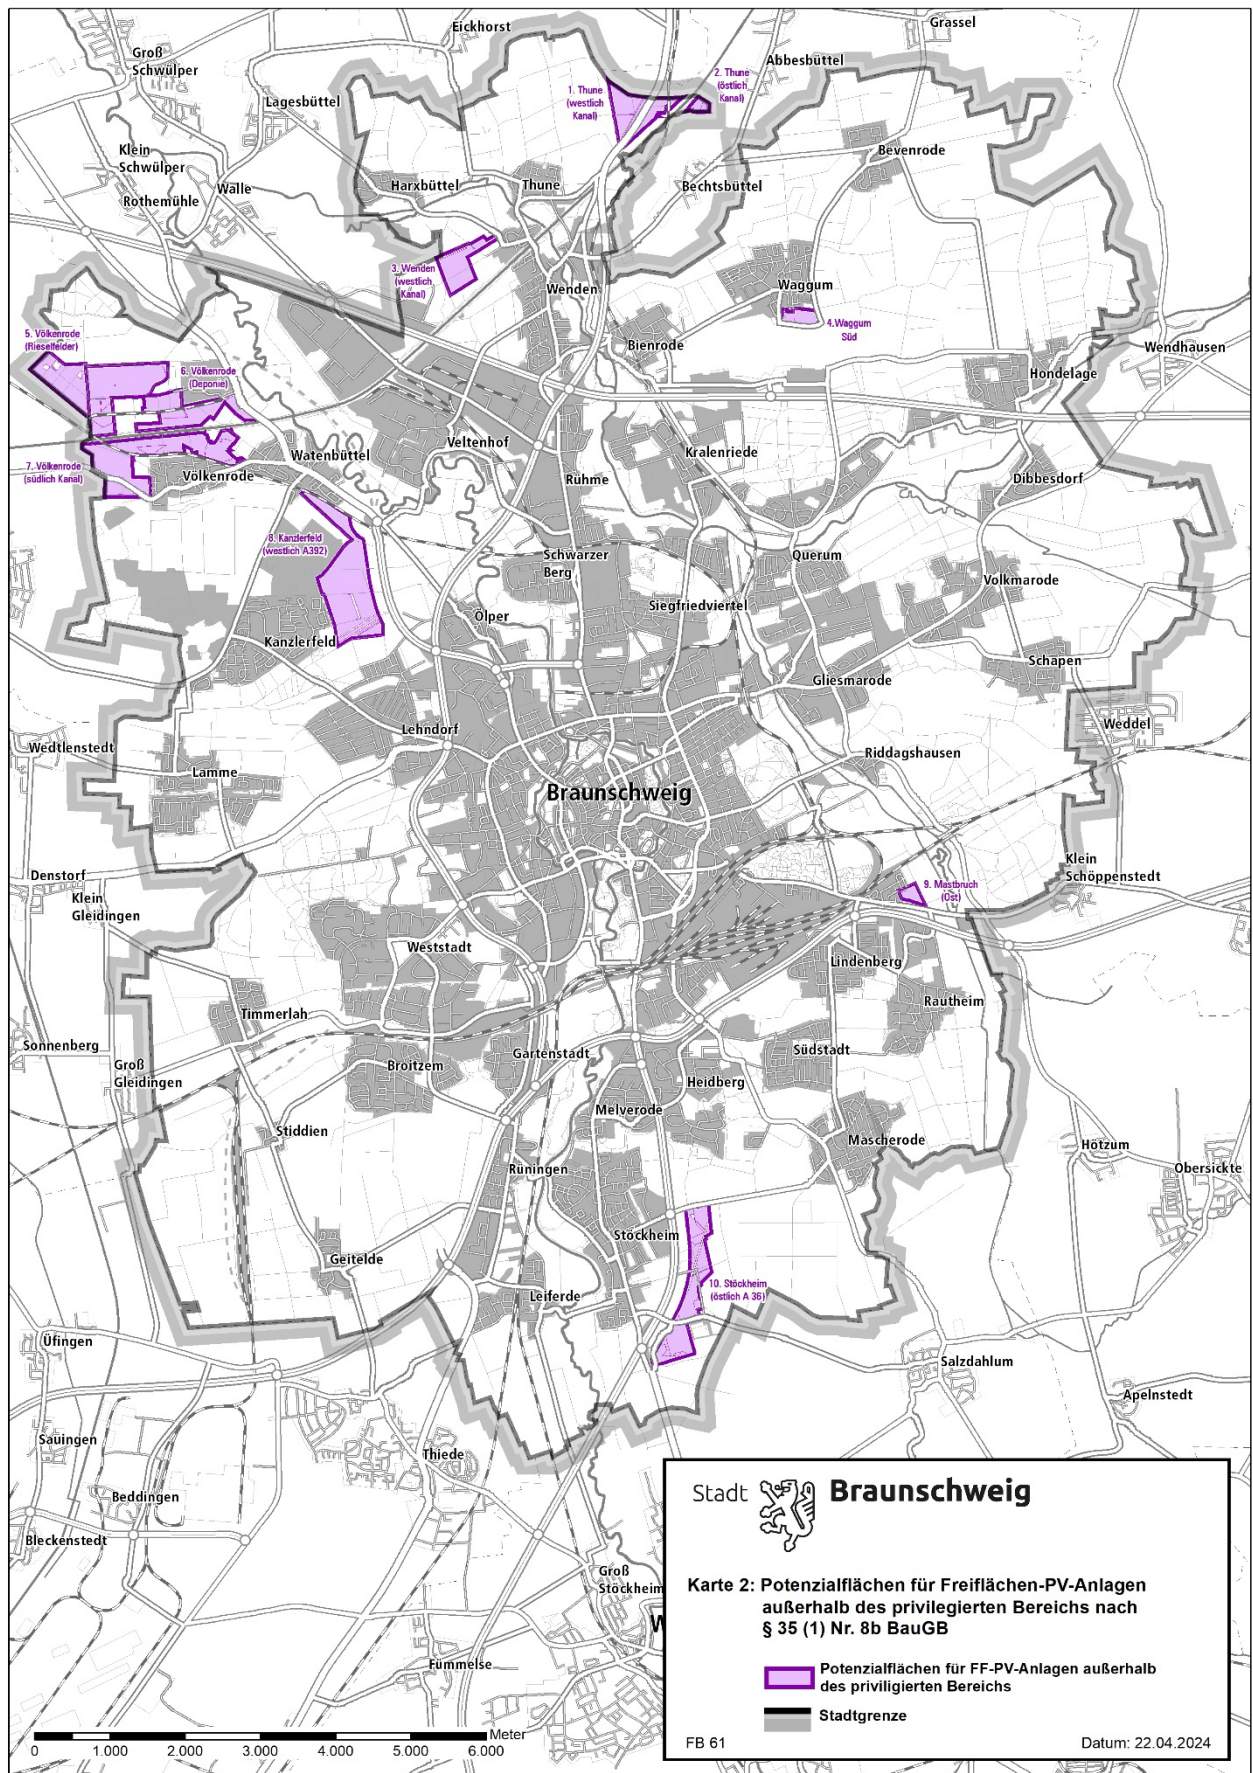 Eickhorst
Grassel
Groß
Schwülper
Abbesbüttel
2. Thune
(östlich
Kanal)
1. Thune
(westlich
Kanal)
Lagesbüttel
Klein
Schwülper
Bevenrode
Harxbüttel
Thune
Bechtsbüttel
Walle
Rothemühle
3. Wenden
(westlich
Kanal)
Wenden
Waggum
4.Waggum
Süd
5. Völkenrode
(Rieselfelder)
Bienrode
Wendhausen
6. Völkenrode
(Deponie)
Hondelage
Veltenhof
Watenbüttel
Kralenriede
7. Völkenrode
(südlich Kanal)
Völkenrode
Rühme
Dibbesdorf
8. Kanzlerfeld
(westlich A392)
Schwarzer
Berg
Querum
Volkmarode
Siegfriedviertel
Ölper
Kanzlerfeld
Schapen
Gliesmarode
Weddel
Lehndorf
Wedtlenstedt
Riddagshausen
Lamme
Braunschweig
Klein
Schöppenstedt
Denstorf
9. Mastbruch
(Ost)
Klein
Gleidingen
Weststadt
Lindenberg
Rautheim
Timmerlah
Sonnenberg
Gartenstadt
Südstadt
Groß
Gleidingen
Broitzem
Heidberg
Melverode
Stiddien
Mascherode
Hötzum
Rüningen
Obersickte
Stöckheim
Geitelde
10. Stöckheim
(östlich A 36)
Leiferde
Üfingen
Salzdahlum
Apelnstedt
Sauingen
Thiede
Beddingen
Bleckenstedt
Groß
Stöckheim
W
Fümmelse
Stadt Braunschweig
Karte 2: Potenzialflächen für Freiflächen-PV-Anlagen
außerhalb des privilegierten Bereichs nach
§ 35 (1) Nr. 8b BauGB
Potenzialflächen für FF-PV-Anlagen außerhalb
des priviligierten Bereichs
Stadtgrenze
FB 61 Datum: 22.04.2024
Meter
0 1.000 2.000 3.000 4.000 5.000 6.000